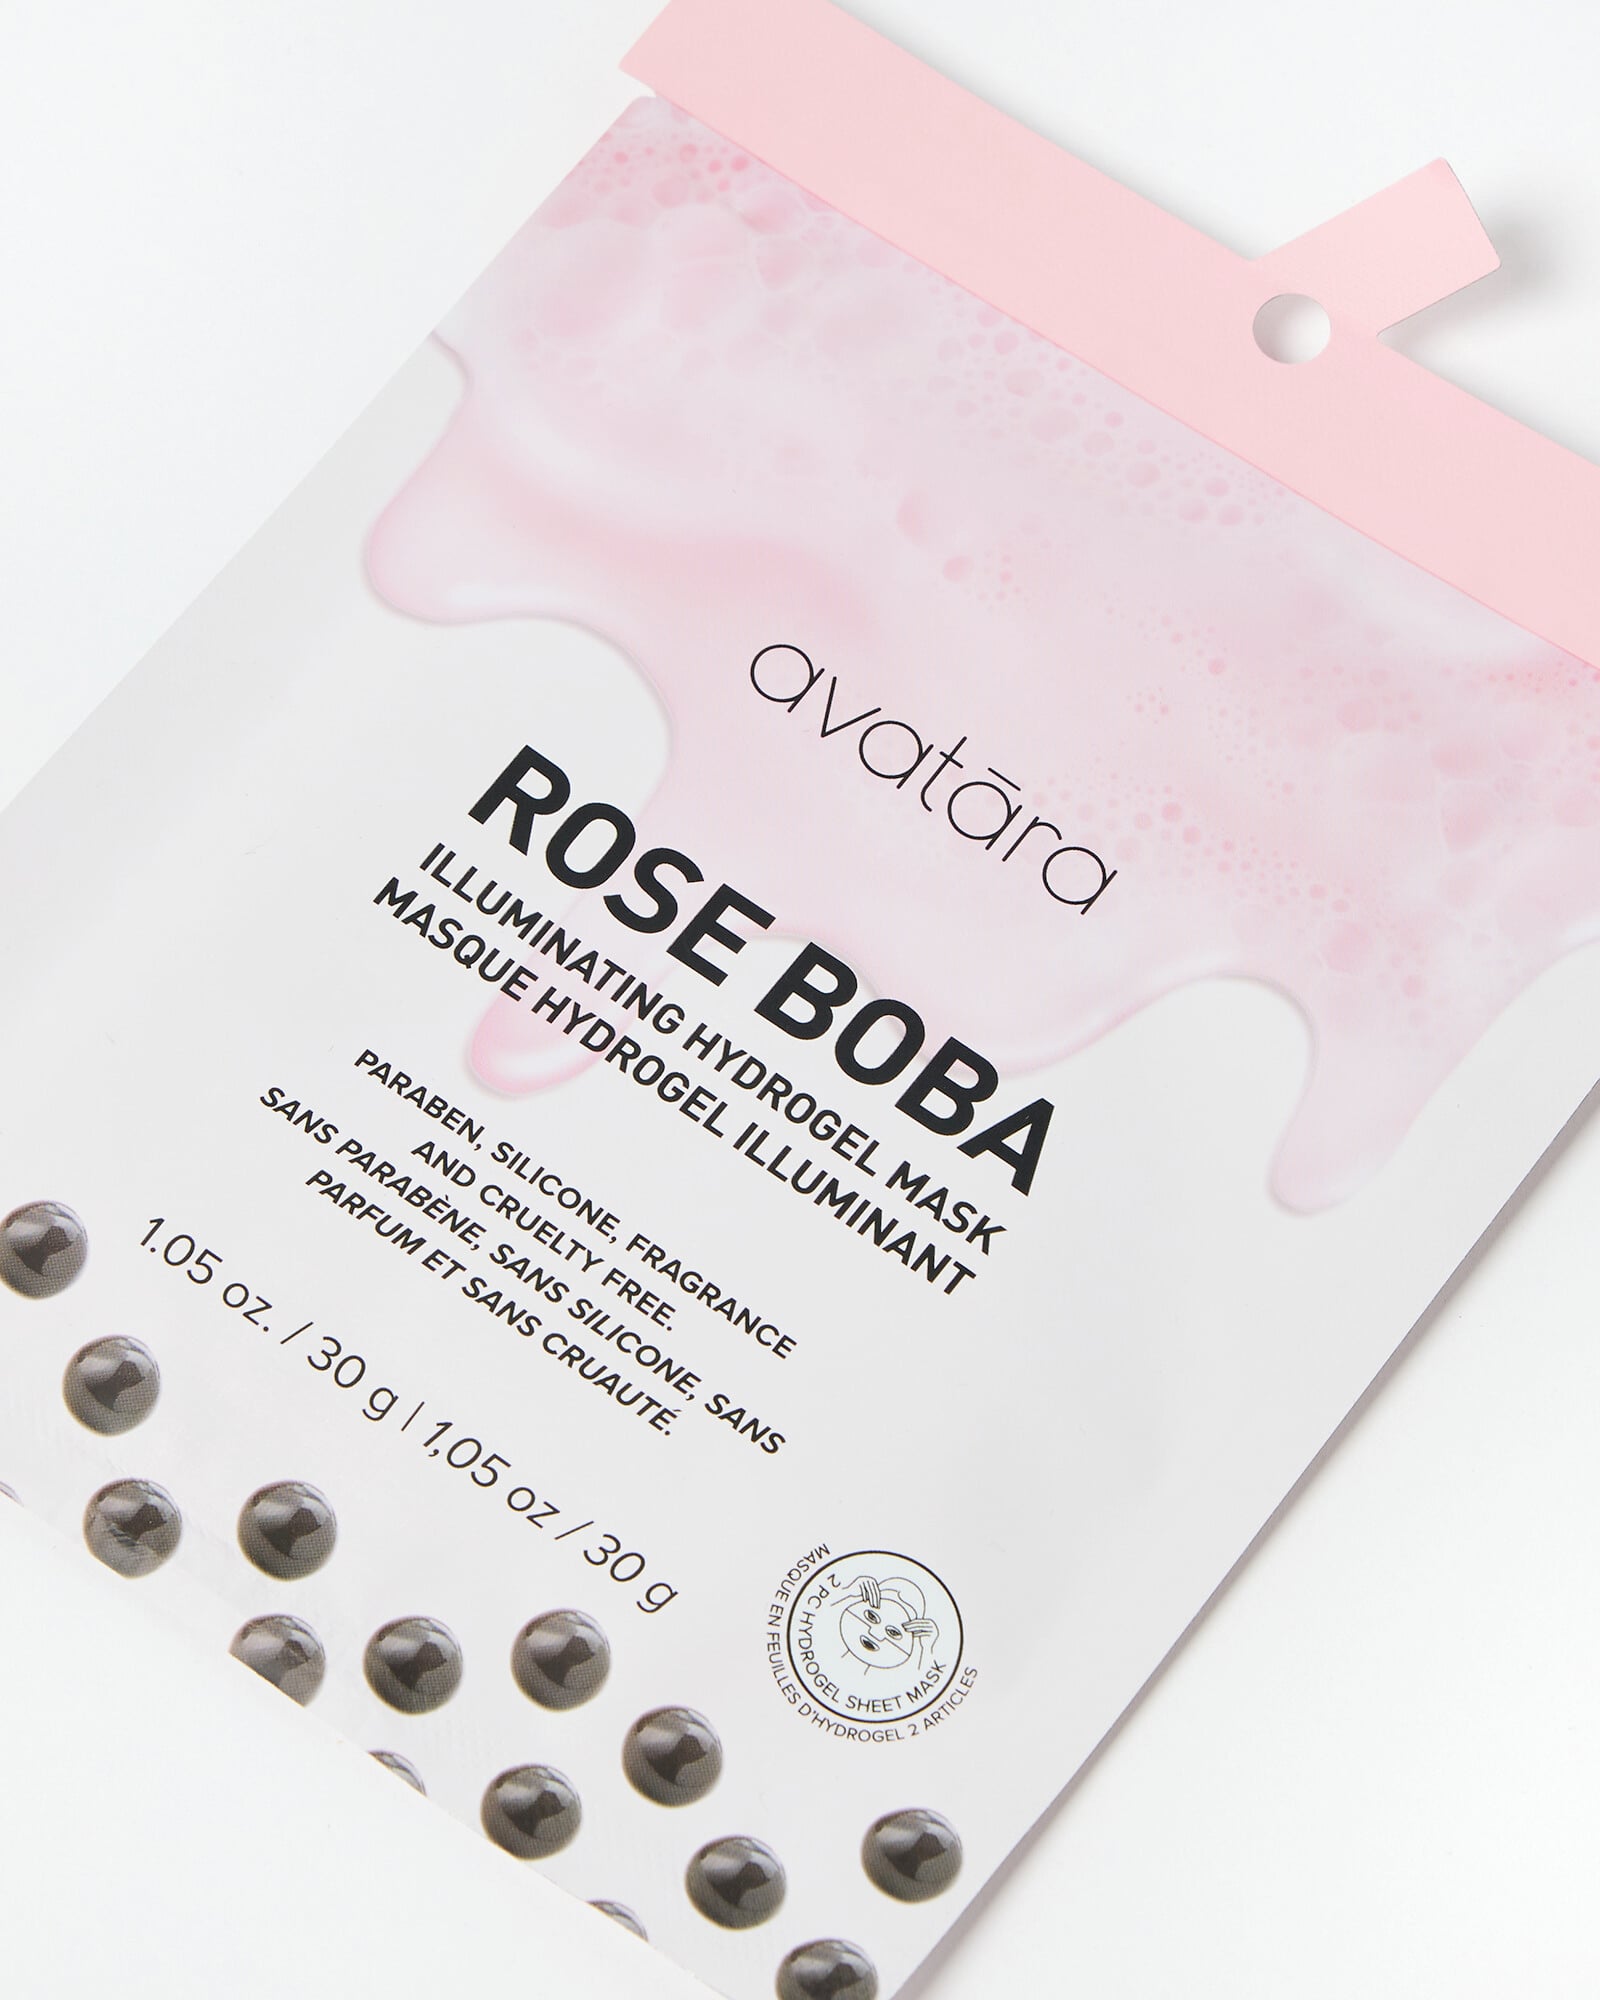 avatāra
ROSE BOBA
ILLUMINATING HYDROGEL MASK
MASQUE HYDROGEL ILLUMINANT
PARABEN, SILICONE, FRAGRANCE
AND CRUELTY FREE.
SANS PARABÈNE, SANS SILICONE, SANS
PARFUM ET SANS CRUAUTÉ.
1.05 oz. / 30 g | 1,05 oz / 30 g
2 PC HYDROGEL SHEET MASK
MASQUE EN FEUILLES D'HYDROGEL 2 ARTICLES